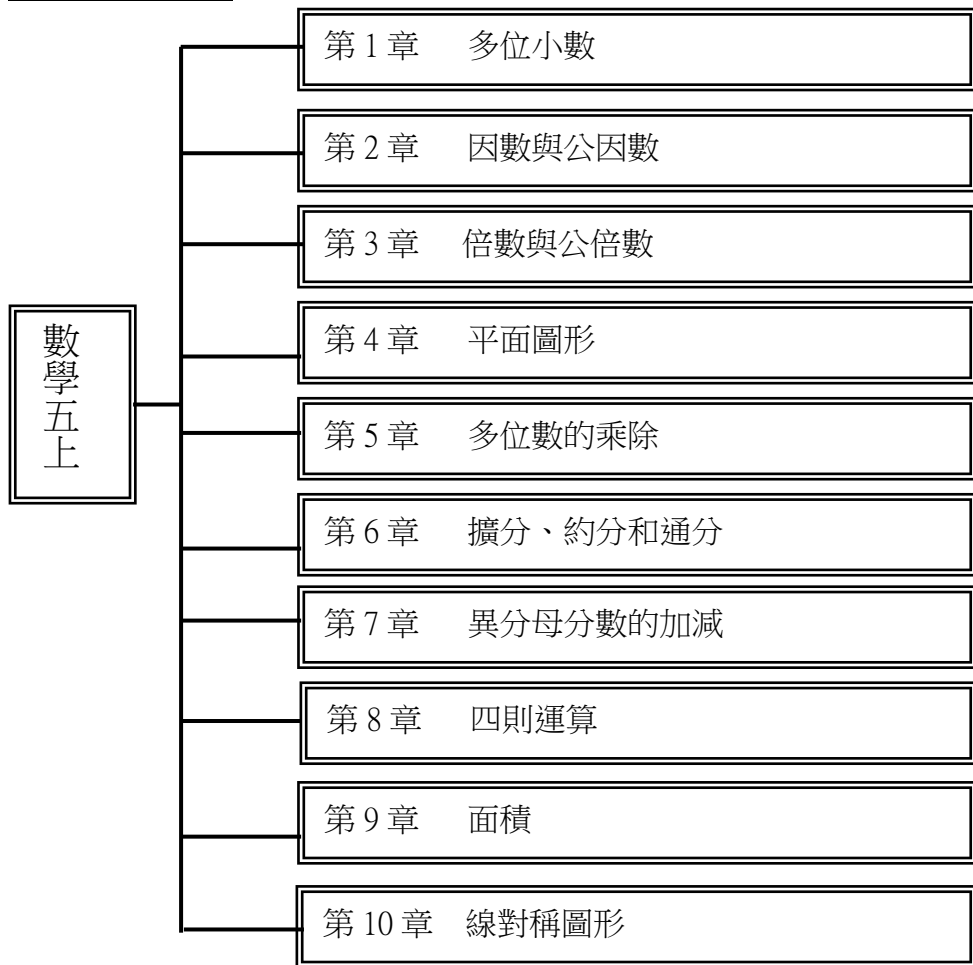 第 1 章 多位小數
第 2 章 因數與公因數
第 3 章 倍數與公倍數
第 4 章 平面圖形
數學五上
第 5 章 多位數的乘除
第 6 章 擴分、約分和通分
第 7 章 異分母分數的加減
第 8 章 四則運算
第 9 章 面積
第 10 章 線對稱圖形